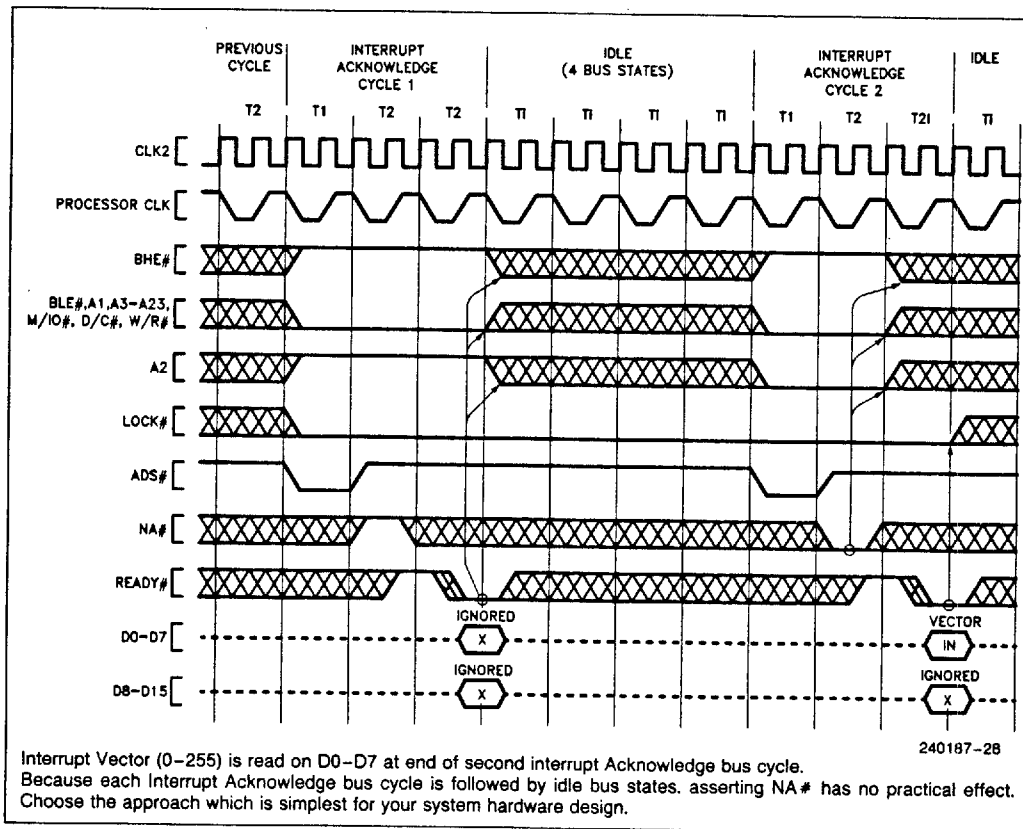 PREVIOUS CYCLE
INTERRUPT ACKNOWLEDGE CYCLE 1
IDLE (4 BUS STATES)
INTERRUPT ACKNOWLEDGE CYCLE 2
IDLE
T2 T1 T2 T2 Ti Ti Ti Ti T1 T2 T2I Ti
CLK2
PROCESSOR CLK
BHE#
BLE#,A1,A3-A23,
M/IO#, D/C#, W/R#
A2
LOCK#
ADS#
NA#
READY#
IGNORED
VECTOR
D0-D7
X
IN
IGNORED
IGNORED
D8-D15
X
X
240187-28
Interrupt Vector (0-255) is read on D0-D7 at end of second interrupt Acknowledge bus cycle.
Because each Interrupt Acknowledge bus cycle is followed by idle bus states. asserting NA# has no practical effect.
Choose the approach which is simplest for your system hardware design.